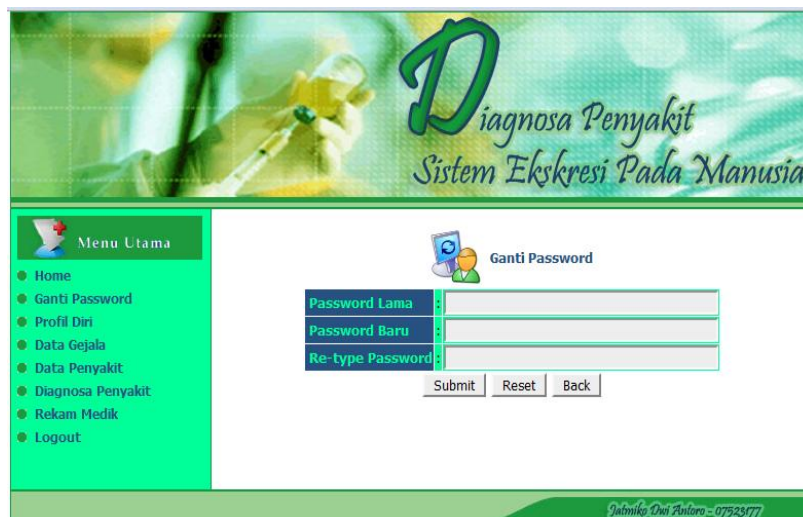 Diagnosa Penyakit
Sistem Ekskresi Pada Manusia
Menu Utama
Home
Ganti Password
Profil Diri
Data Gejala
Data Penyakit
Diagnosa Penyakit
Rekam Medik
Logout
Ganti Password
Password Lama :
Password Baru :
Re-type Password :
Submit Reset Back
Jatmiko Dwi Antoro - 07523177